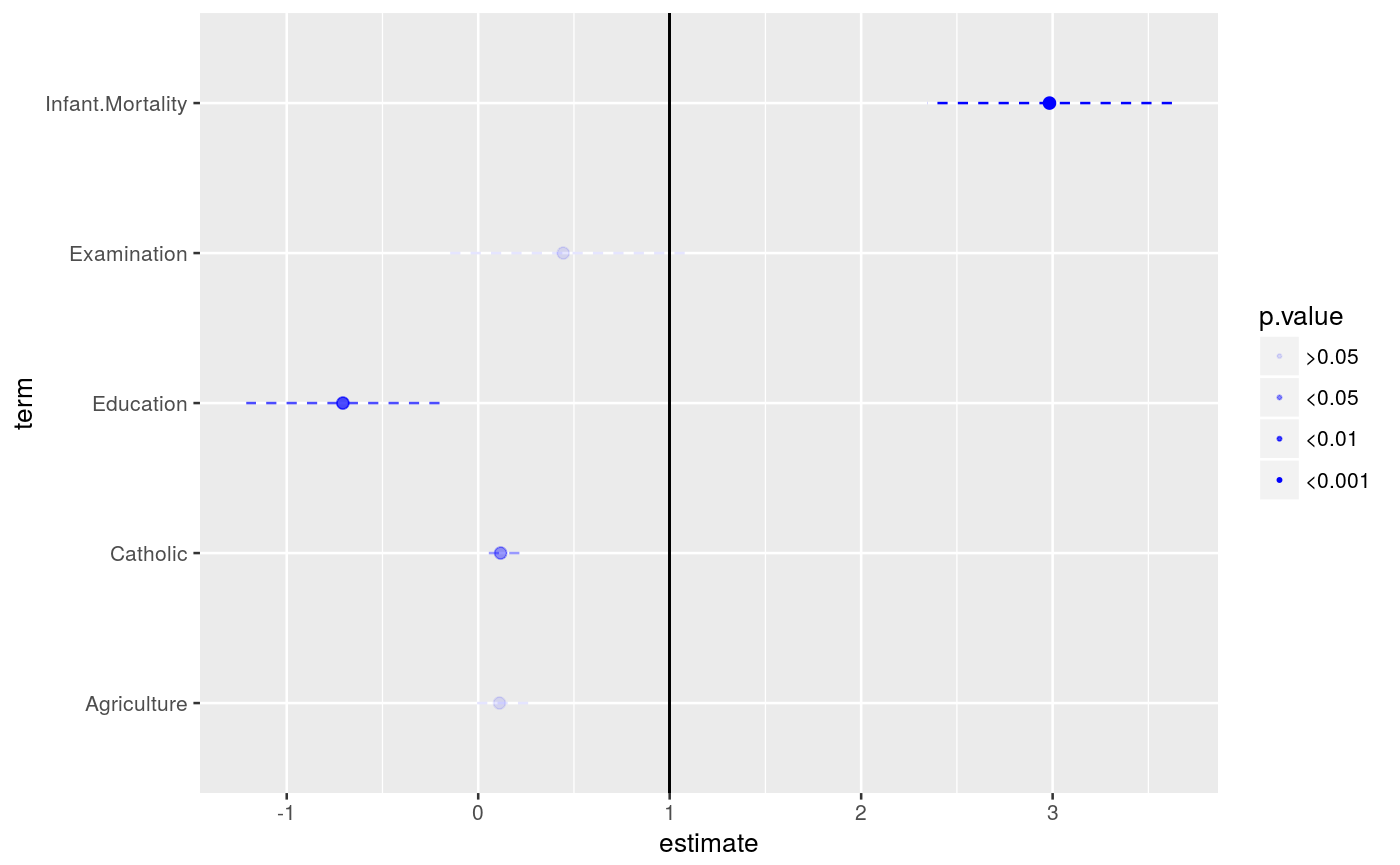 Infant.Mortality
Examination
Education
Catholic
Agriculture
term
-1 0 1 2 3
estimate
p.value
>0.05
<0.05
<0.01
<0.001